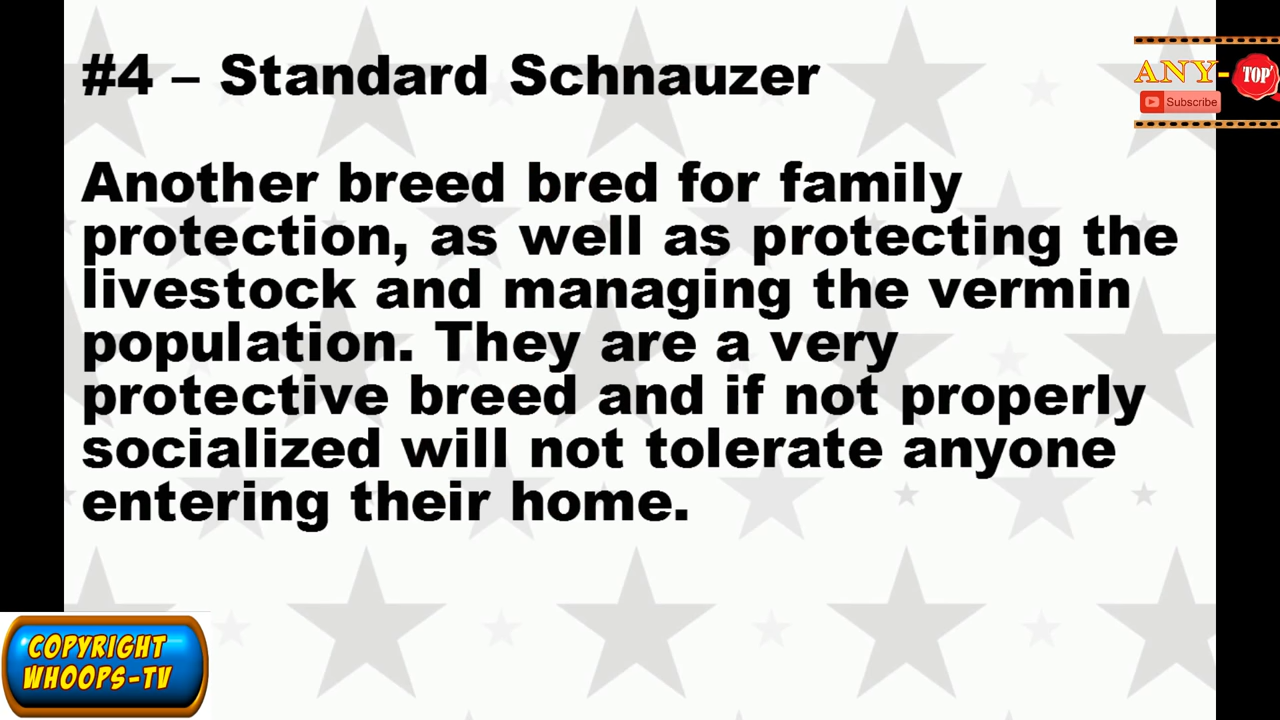 #4 – Standard Schnauzer
ANY-TOP'
Subscribe
Another breed bred for family
protection, as well as protecting the
livestock and managing the vermin
population. They are a very
protective breed and if not properly
socialized will not tolerate anyone
entering their home.
COPYRIGHT
WHOOPS-TV